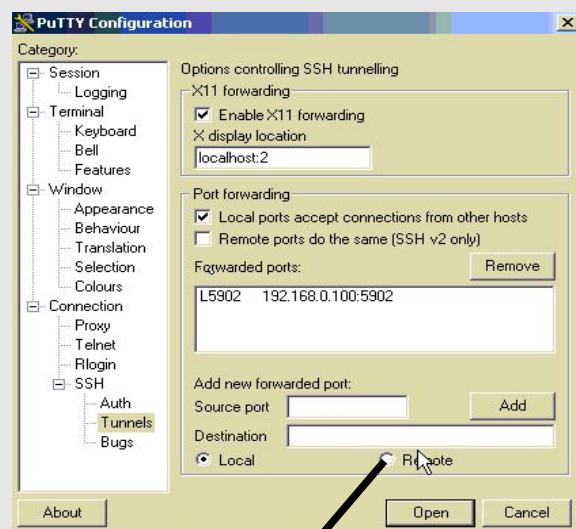 PuTTY Configuration
Category:
Session
Logging
Terminal
Keyboard
Bell
Features
Window
Appearance
Behaviour
Translation
Selection
Colours
Connection
Proxy
Telnet
Rlogin
SSH
Auth
Tunnels
Bugs
Options controlling SSH tunnelling
X11 forwarding
Enable X11 forwarding
X display location
localhost:2
Port forwarding
Local ports accept connections from other hosts
Remote ports do the same (SSH v2 only)
Forwarded ports:
Remove
L5902 192.168.0.100:5902
Add new forwarded port:
Source port
Add
Destination
Local
Remote
About
Open
Cancel